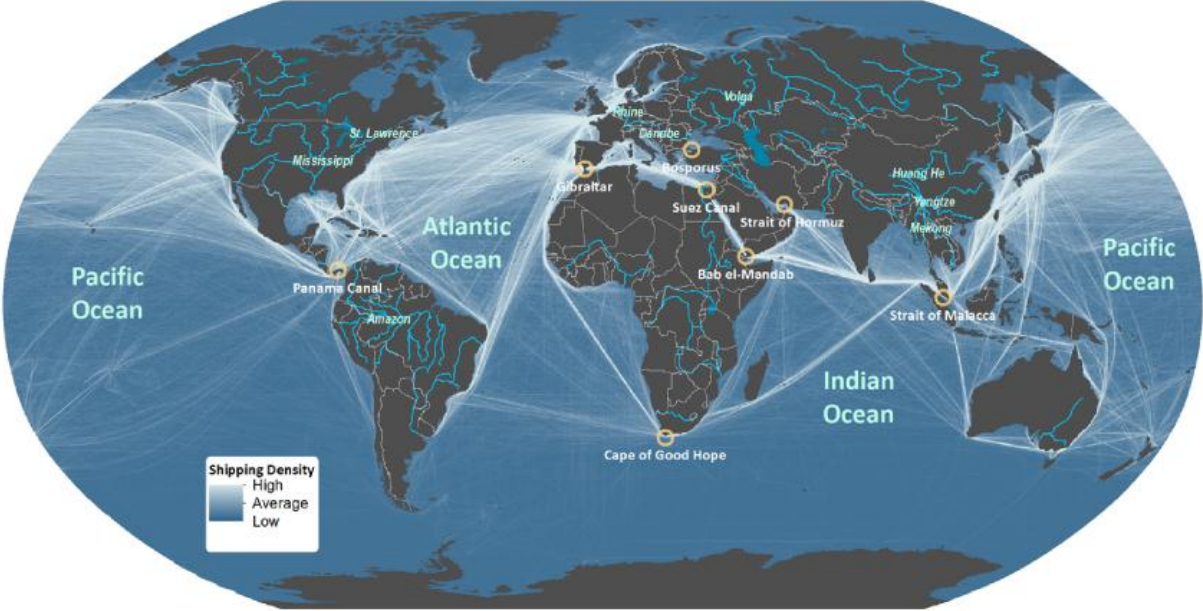 Volga
Rhine
St. Lawrence
Danube
Mississippi
Bosporus
Huang He
Gibraltar
Suez Canal
Yangtze
Strait of Hormuz
Mekong
Atlantic
Ocean
Pacific
Ocean
Bab el-Mandab
Pacific
Ocean
Panama Canal
Strait of Malacca
Amazon
Indian
Ocean
Cape of Good Hope
Shipping Density
High
Average
Low